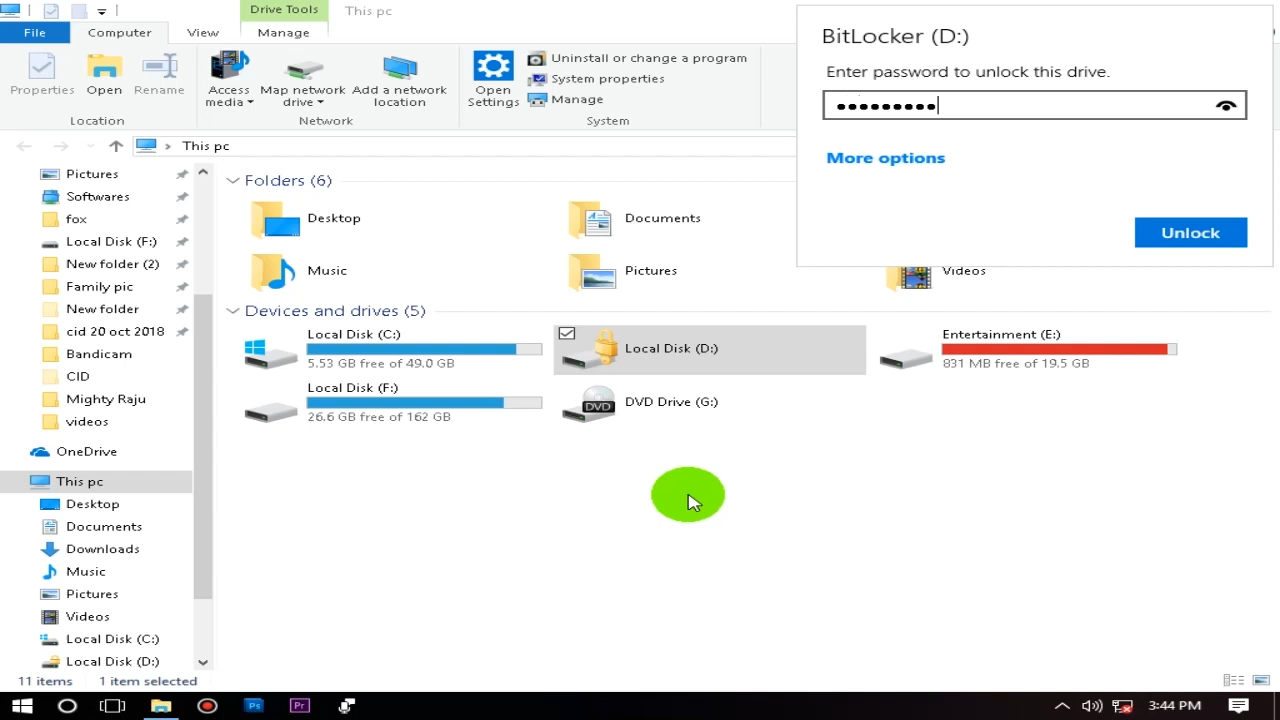 Drive Tools
This pc
File
Computer
View
Manage
Properties
Open
Rename
Access media
Map network drive
Add a network location
Open Settings
Uninstall or change a program
System properties
Manage
Location
Network
System
This pc
BitLocker (D:)
Enter password to unlock this drive.
More options
Unlock
Pictures
Softwares
fox
Local Disk (F:)
New folder (2)
Family pic
New folder
cid 20 oct 2018
Bandicam
CID
Mighty Raju
videos
OneDrive
This pc
Desktop
Documents
Downloads
Music
Pictures
Videos
Local Disk (C:)
Local Disk (D:)
Folders (6)
Desktop
Documents
Music
Pictures
Videos
Devices and drives (5)
Local Disk (C:)
5.53 GB free of 49.0 GB
Local Disk (D:)
Entertainment (E:)
831 MB free of 19.5 GB
Local Disk (F:)
26.6 GB free of 162 GB
DVD
DVD Drive (G:)
11 items
1 item selected
Ps
Pr
3:44 PM